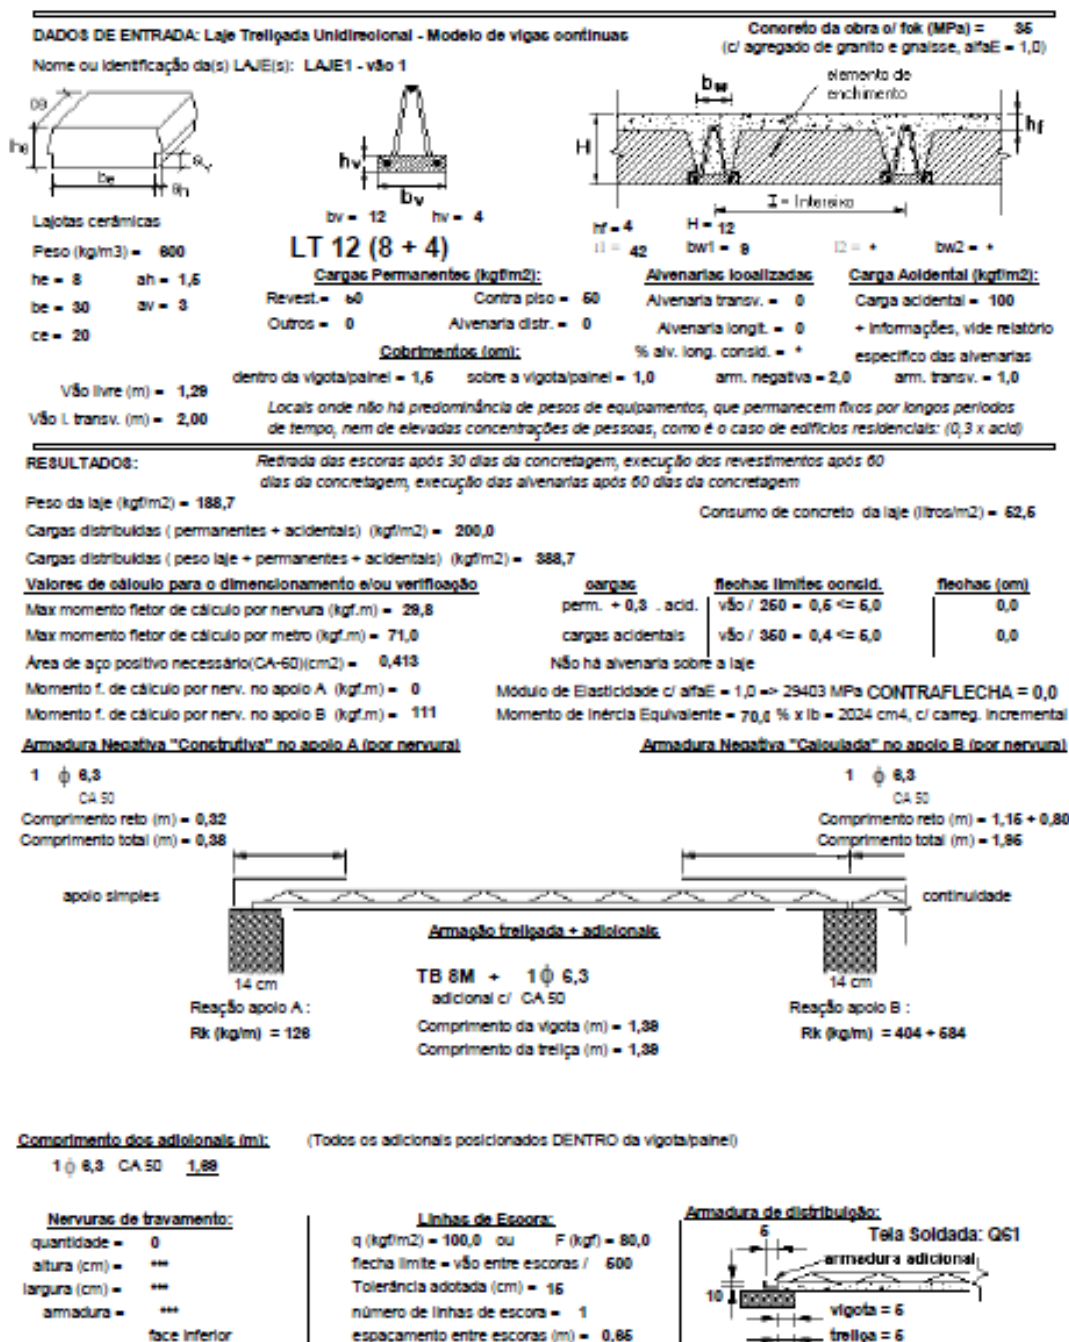 DADOS DE ENTRADA: Laje Treliçada Unidirecional - Modelo de vigas contínuas
Concreto da obra c/ fck (MPa) = 35
(c/ agregado de granito e gnaisse, alfaE = 1,0)
Nome ou identificação da(s) LAJE(s): LAJE1 - vão 1
ce
he
be
av
ah
hv
bv
bw
elemento de
enchimento
H
hf
I = Intereixo
Lajotas cerâmicas
Peso (kg/m3) = 600
he = 8 ah = 1,5
be = 30 av = 3
ce = 20
bv = 12 hv = 4
LT 12 (8 + 4)
hf = 4 H = 12
I1 = 42 bw1 = 9 I2 = * bw2 = *
Cargas Permanentes (kgf/m2):
Revest.= 50 Contra piso = 50
Outros = 0 Alvenaria distr. = 0
Alvenarias localizadas
Alvenaria transv. = 0
Alvenaria longit. = 0
% alv. long. consid. = *
Carga Acidental (kgf/m2):
Carga acidental = 100
+ informações, vide relatório
específico das alvenarias
Cobrimentos (cm):
dentro da vigota/painel = 1,5 sobre a vigota/painel = 1,0 arm. negativa = 2,0 arm. transv. = 1,0
Vão livre (m) = 1,29
Vão l. transv. (m) = 2,00
Locais onde não há predominância de pesos de equipamentos, que permanecem fixos por longos períodos
de tempo, nem de elevadas concentrações de pessoas, como é o caso de edifícios residenciais: (0,3 x acid)
RESULTADOS:
Retirada das escoras após 30 dias da concretagem, execução dos revestimentos após 60
dias da concretagem, execução das alvenarias após 60 dias da concretagem
Peso da laje (kgf/m2) = 188,7
Consumo de concreto da laje (litros/m2) = 52,5
Cargas distribuídas ( permanentes + acidentais) (kgf/m2) = 200,0
Cargas distribuídas ( peso laje + permanentes + acidentais) (kgf/m2) = 388,7
Valores de cálculo para o dimensionamento e/ou verificação
Max momento fletor de cálculo por nervura (kgf.m) = 29,8
Max momento fletor de cálculo por metro (kgf.m) = 71,0
Área de aço positivo necessário(CA-60)(cm2) = 0,413
Momento f. de cálculo por nerv. no apoio A (kgf.m) = 0
Momento f. de cálculo por nerv. no apoio B (kgf.m) = 111
cargas flechas limites consid. flechas (cm)
perm. + 0,3 . acid. vão / 250 = 0,5 <= 5,0 0,0
cargas acidentais vão / 350 = 0,4 <= 5,0 0,0
Não há alvenaria sobre a laje
Módulo de Elasticidade c/ alfaE = 1,0 => 29403 MPa CONTRAFLECHA = 0,0
Momento de Inércia Equivalente = 70,0 % x Ib = 2024 cm4, c/ carreg. incremental
Armadura Negativa "Construtiva" no apoio A (por nervura)
1 ϕ 6,3
CA 50
Comprimento reto (m) = 0,32
Comprimento total (m) = 0,38
Armadura Negativa "Calculada" no apoio B (por nervura)
1 ϕ 6,3
CA 50
Comprimento reto (m) = 1,15 + 0,80
Comprimento total (m) = 1,95
apoio simples
continuidade
Armação treliçada + adicionais
14 cm
14 cm
TB 8M + 1 ϕ 6,3
adicional c/ CA 50
Comprimento da vigota (m) = 1,39
Comprimento da treliça (m) = 1,39
Reação apoio A :
Rk (kg/m) = 126
Reação apoio B :
Rk (kg/m) = 404 + 584
Comprimento dos adicionais (m): (Todos os adicionais posicionados DENTRO da vigota/painel)
1 ϕ 6,3 CA 50 1,69
Nervuras de travamento:
quantidade = 0
altura (cm) = ***
largura (cm) = ***
armadura = ***
face inferior
Linhas de Escora:
q (kgf/m2) = 100,0 ou F (kgf) = 80,0
flecha limite = vão entre escoras / 500
Tolerância adotada (cm) = 15
número de linhas de escora = 1
espaçamento entre escoras (m) = 0,65
Armadura de distribuição:
Tela Soldada: Q61
5
armadura adicional
10
vigota = 5
treliça = 5